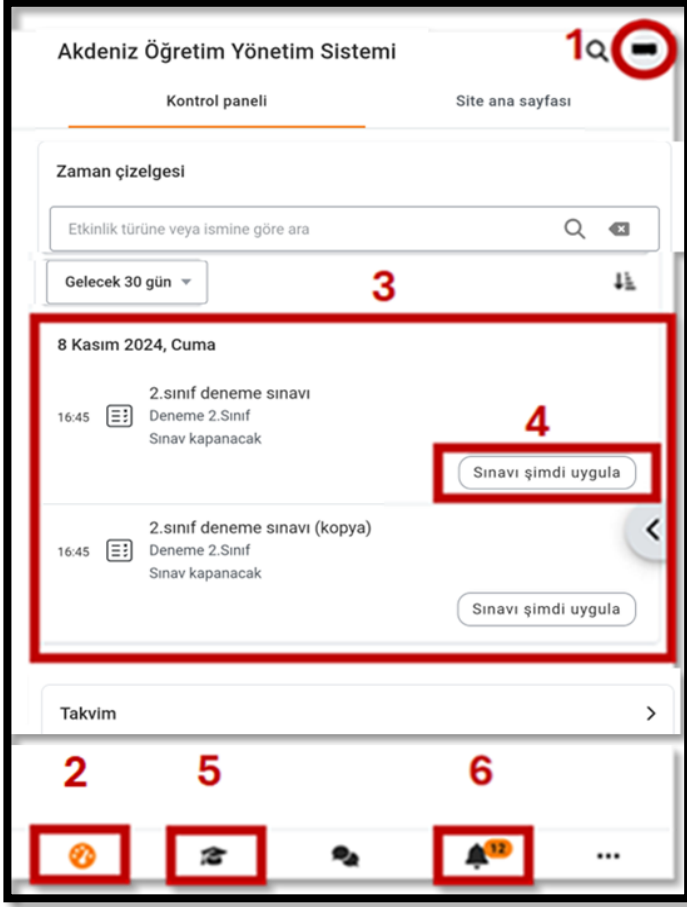 Akdeniz Öğretim Yönetim Sistemi
1
Kontrol paneli
Site ana sayfası
Zaman çizelgesi
Etkinlik türüne veya ismine göre ara
Gelecek 30 gün
3
8 Kasım 2024, Cuma
2.sınıf deneme sınavı
16:45
Deneme 2.Sınıf
Sınav kapanacak
4
Sınavı şimdi uygula
2.sınıf deneme sınavı (kopya)
16:45
Deneme 2.Sınıf
Sınav kapanacak
Sınavı şimdi uygula
Takvim
2
5
6
12